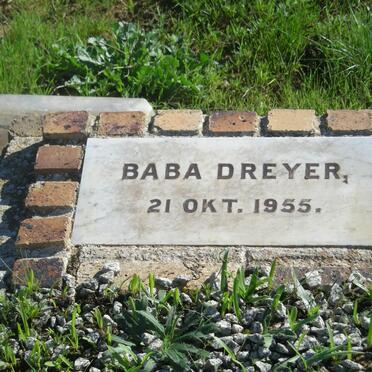 BABA DREYER,
21 OKT. 1955.